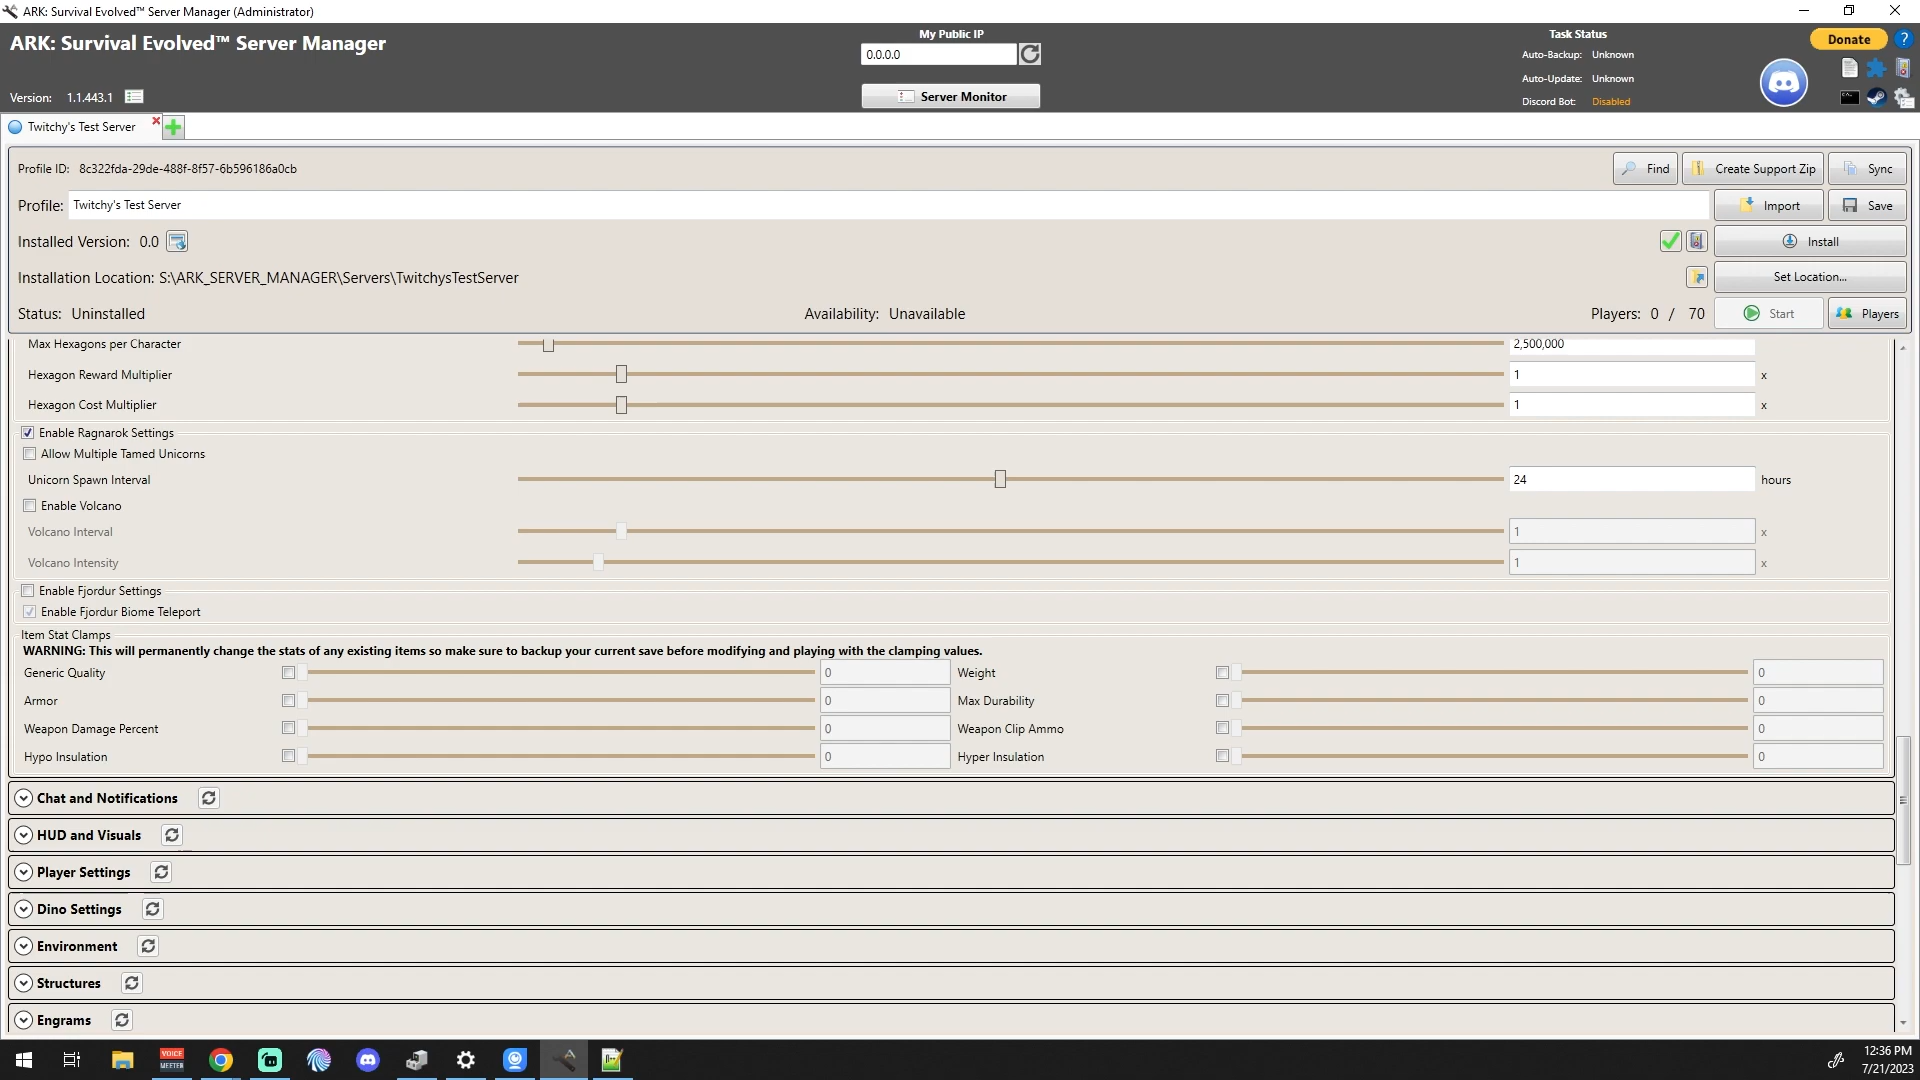 ARK: Survival Evolved™ Server Manager (Administrator)
ARK: Survival Evolved™ Server Manager
My Public IP
0.0.0.0
Server Monitor
Version: 1.1.443.1
Task Status
Auto-Backup: Unknown
Auto-Update: Unknown
Discord Bot: Disabled
Donate
?
Twitchy's Test Server
Profile ID: 8c322fda-29de-488f-8f57-6b596186a0cb
Find
Create Support Zip
Sync
Profile: Twitchy's Test Server
Import
Save
Installed Version: 0.0
Install
Installation Location: S:\ARK_SERVER_MANAGER\Servers\TwitchysTestServer
Set Location...
Status: Uninstalled
Availability: Unavailable
Players: 0 / 70
Start
Players
Max Hexagons per Character 2,500,000
Hexagon Reward Multiplier 1 x
Hexagon Cost Multiplier 1 x
Enable Ragnarok Settings
Allow Multiple Tamed Unicorns
Unicorn Spawn Interval 24 hours
Enable Volcano
Volcano Interval 1 x
Volcano Intensity 1 x
Enable Fjordur Settings
Enable Fjordur Biome Teleport
Item Stat Clamps
WARNING: This will permanently change the stats of any existing items so make sure to backup your current save before modifying and playing with the clamping values.
Generic Quality 0 Weight 0
Armor 0 Max Durability 0
Weapon Damage Percent 0 Weapon Clip Ammo 0
Hypo Insulation 0 Hyper Insulation 0
Chat and Notifications
HUD and Visuals
Player Settings
Dino Settings
Environment
Structures
Engrams
VOICE
MEETER
12:36 PM
7/21/2023